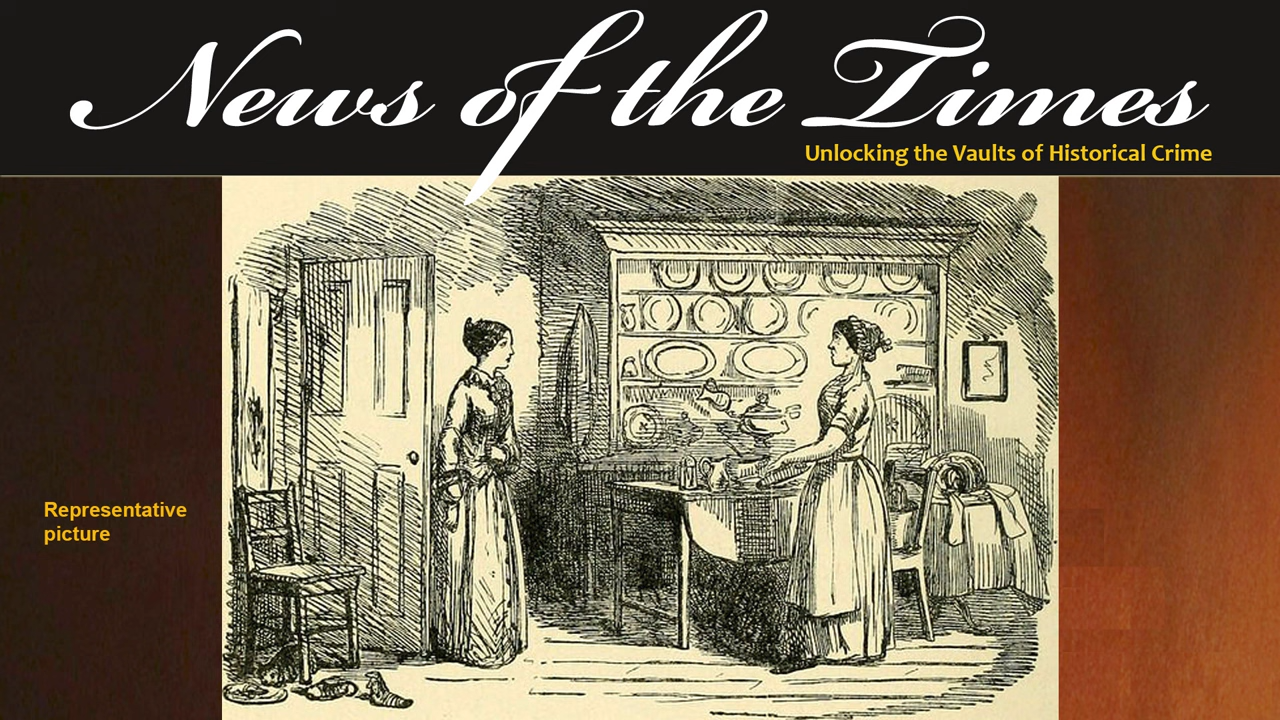 News of the Times
Unlocking the Vaults of Historical Crime
Representative
picture